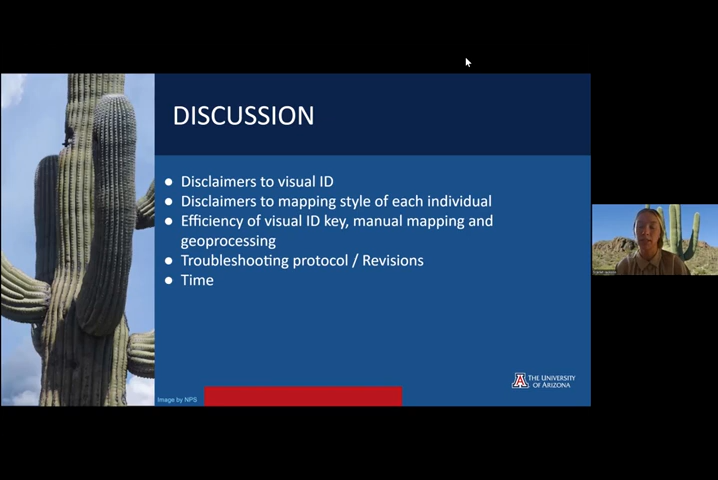 DISCUSSION
● Disclaimers to visual ID
● Disclaimers to mapping style of each individual
● Efficiency of visual ID key, manual mapping and
geoprocessing
● Troubleshooting protocol / Revisions
● Time
THE UNIVERSITY
OF ARIZONA
Image by NPS